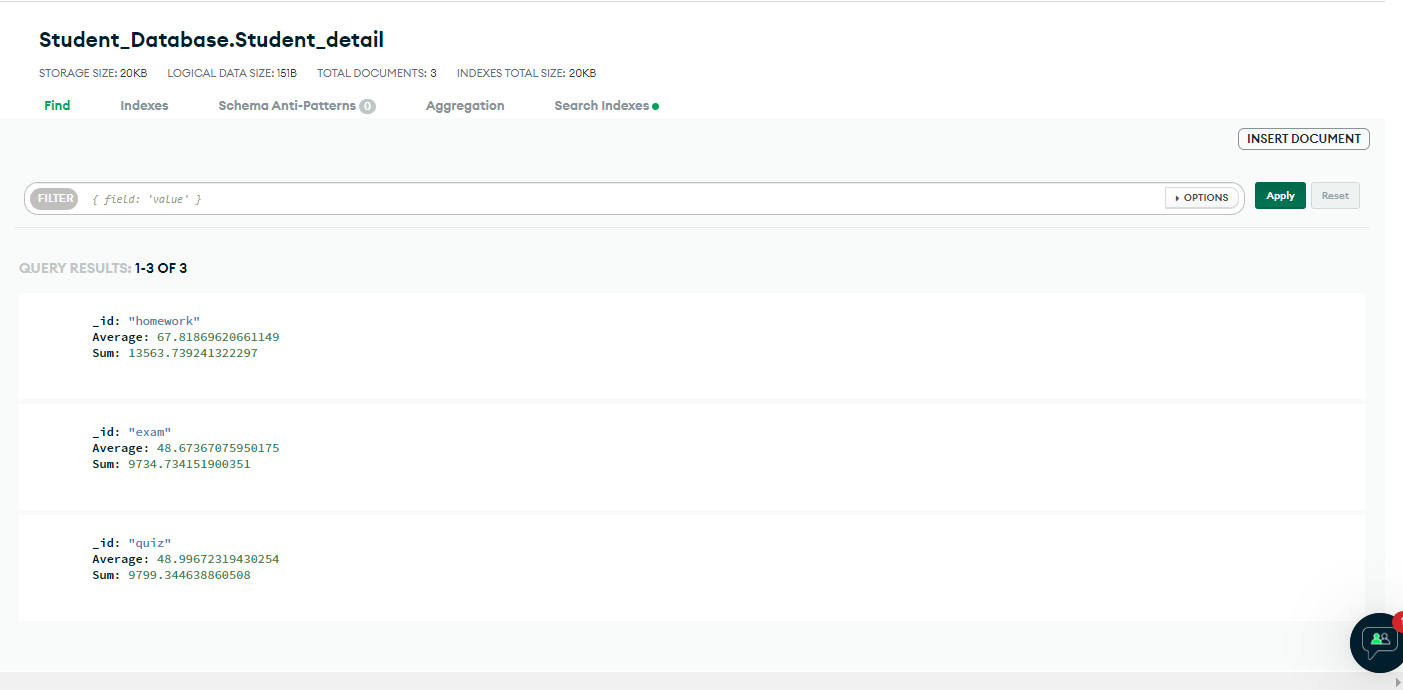 Student_Database.Student_detail
STORAGE SIZE: 20KB LOGICAL DATA SIZE: 151B TOTAL DOCUMENTS: 3 INDEXES TOTAL SIZE: 20KB
Find Indexes Schema Anti-Patterns 0 Aggregation Search Indexes
INSERT DOCUMENT
FILTER { field: 'value' } OPTIONS Apply Reset
QUERY RESULTS: 1-3 OF 3
_id: "homework"
Average: 67.81869620661149
Sum: 13563.739241322297
_id: "exam"
Average: 48.67367075950175
Sum: 9734.734151900351
_id: "quiz"
Average: 48.99672319430254
Sum: 9799.344638860508